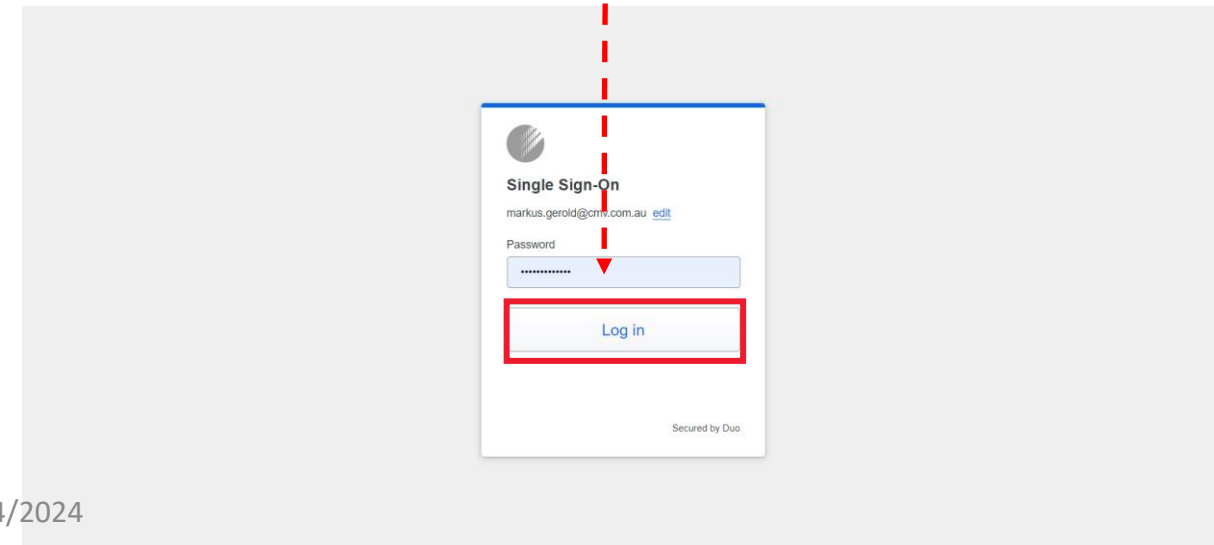 Single Sign-On
markus.gerold@cmv.com.au edit
Password
•••••••••••••
Log in
Secured by Duo
4/2024